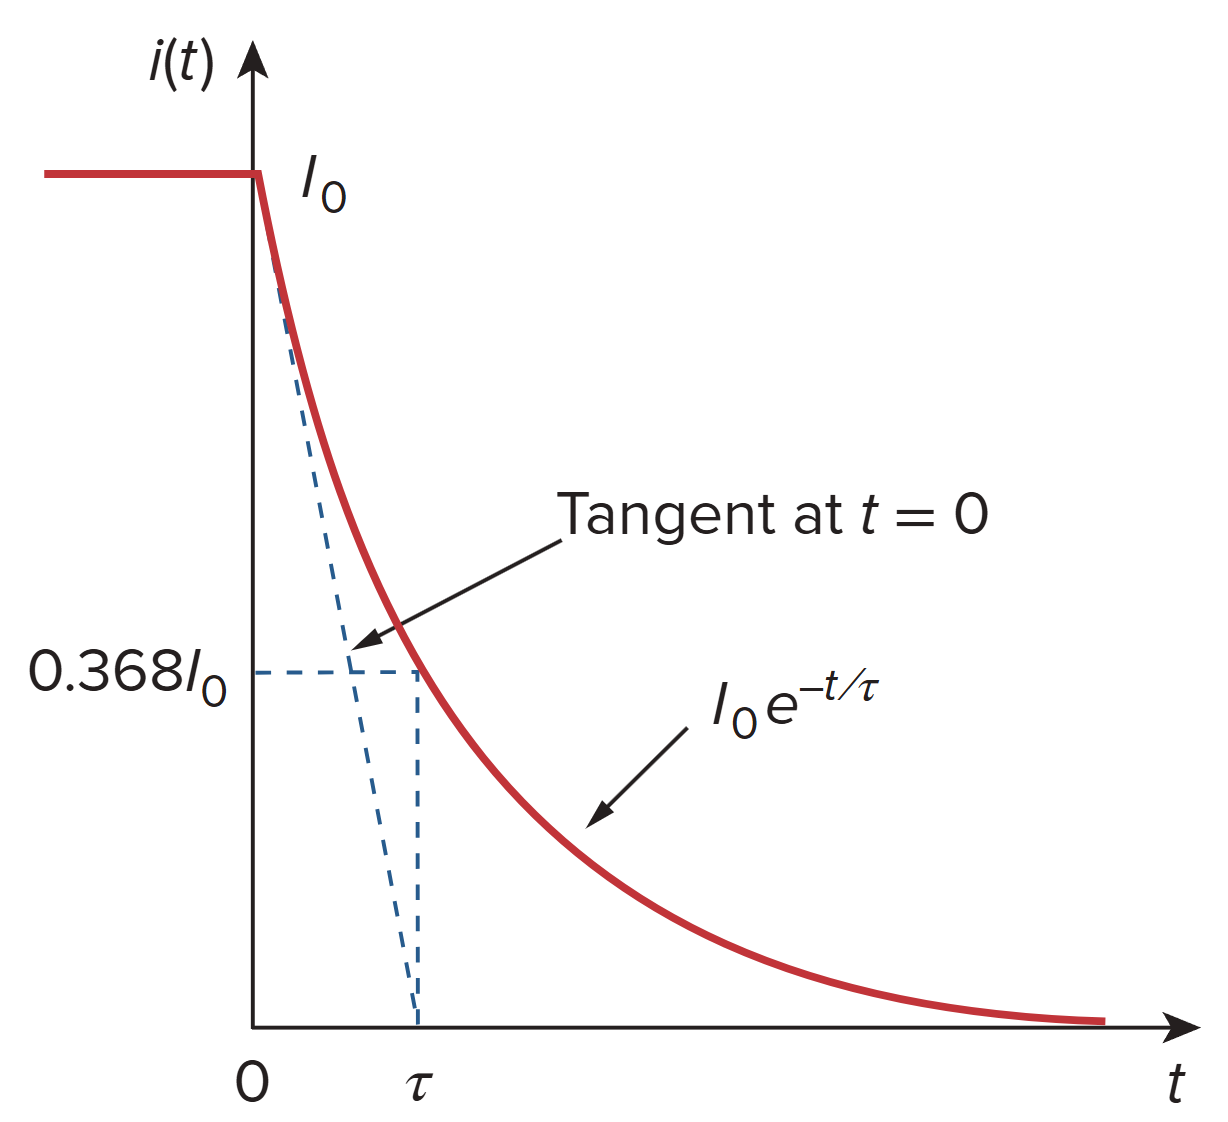 i(t)
I₀
Tangent at t = 0
0.368I₀
I₀e⁻ᵗ/τ
0
τ
t